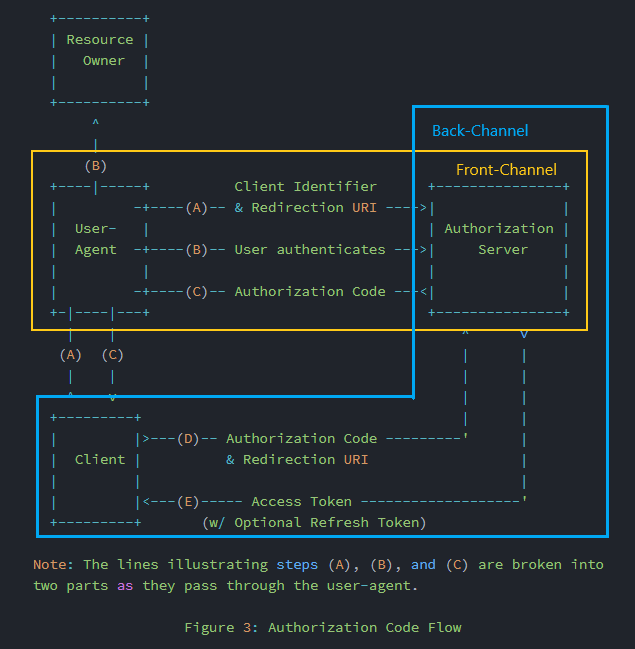 +----------+
| Resource |
|   Owner  |
|          |
+----------+
     ^
     |
    (B)
Back-Channel
Front-Channel
+----|-----+          Client Identifier      +---------------+
|         -+----(A)-- & Redirection URI ---->|               |
|  User-   |                                 | Authorization |
|  Agent  -+----(B)-- User authenticates --->|     Server    |
|          |                                 |               |
|         -+----(C)-- Authorization Code ---<|               |
+-|----|---+                                 +---------------+
  |    |                                         ^      v
 (A)  (C)                                        |      |
  |    |                                         |      |
  ^    v                                         |      |
+---------+                                      |      |
|         |>---(D)-- Authorization Code ---------'      |
|  Client |          & Redirection URI                  |
|         |                                             |
|         |<---(E)----- Access Token -------------------'
+---------+       (w/ Optional Refresh Token)
Note: The lines illustrating steps (A), (B), and (C) are broken into
two parts as they pass through the user-agent.
Figure 3: Authorization Code Flow